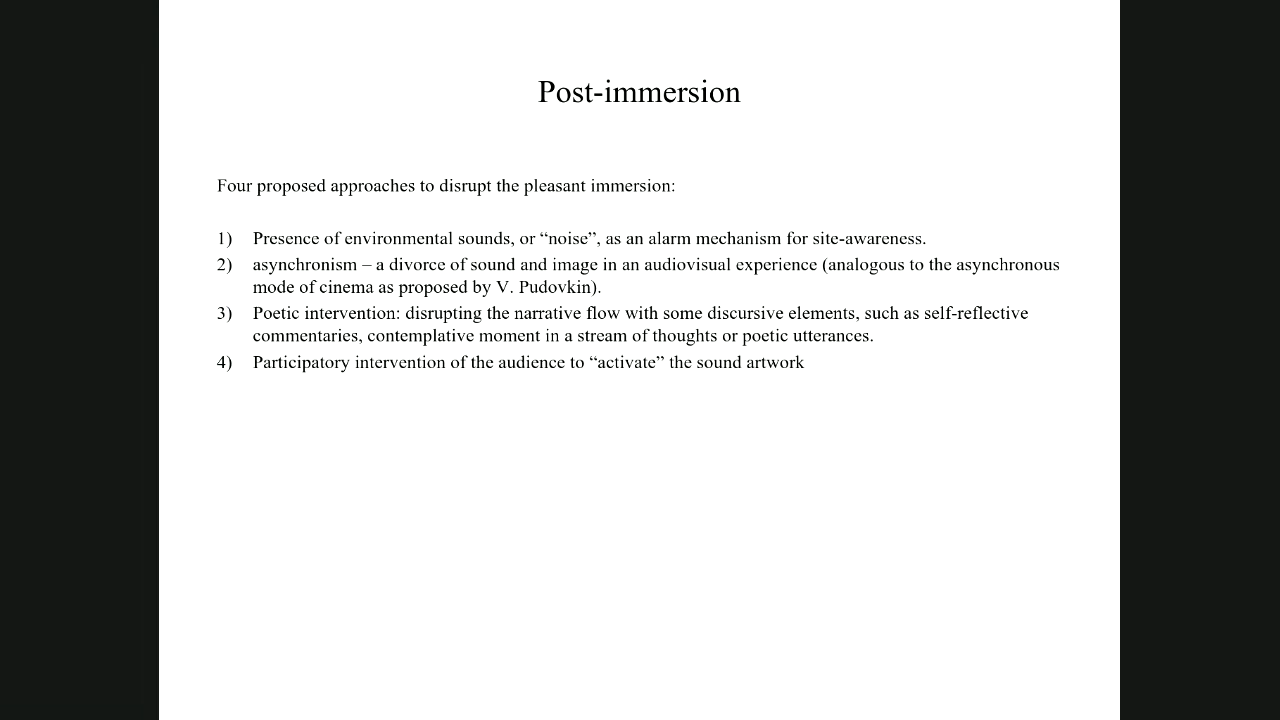 Post-immersion
Four proposed approaches to disrupt the pleasant immersion:
1) Presence of environmental sounds, or “noise”, as an alarm mechanism for site-awareness.
2) asynchronism – a divorce of sound and image in an audiovisual experience (analogous to the asynchronous
mode of cinema as proposed by V. Pudovkin).
3) Poetic intervention: disrupting the narrative flow with some discursive elements, such as self-reflective
commentaries, contemplative moment in a stream of thoughts or poetic utterances.
4) Participatory intervention of the audience to “activate” the sound artwork